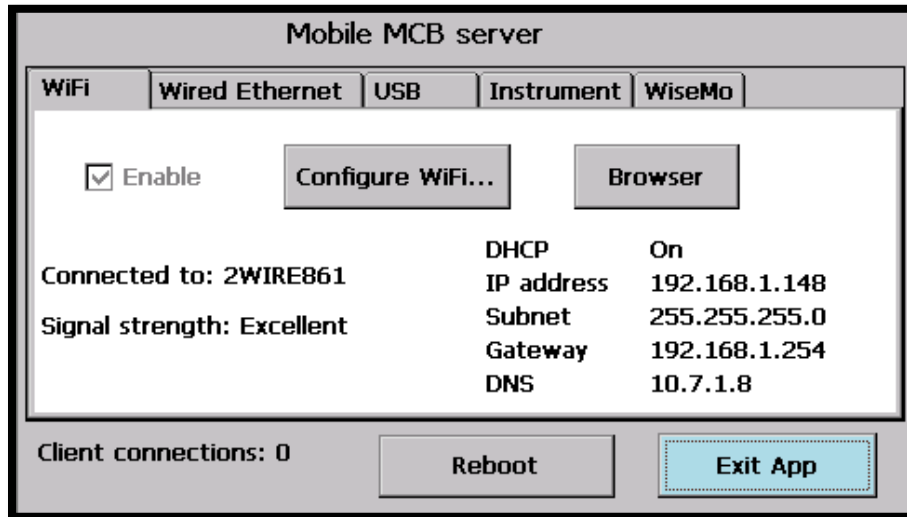 Mobile MCB server
WiFi Wired Ethernet USB Instrument WiseMo
Enable Configure WiFi... Browser
DHCP On
Connected to: 2WIRE861 IP address 192.168.1.148
Signal strength: Excellent Subnet 255.255.255.0
Gateway 192.168.1.254
DNS 10.7.1.8
Client connections: 0 Reboot Exit App